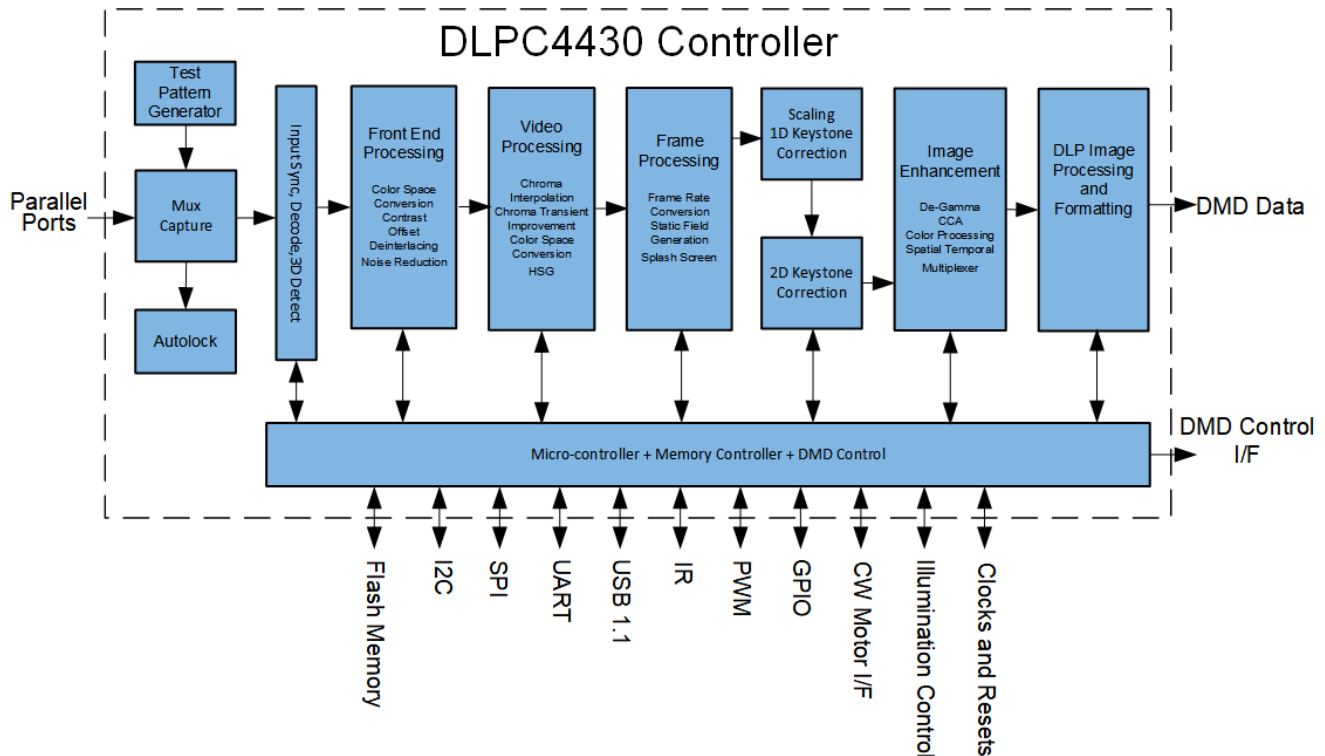 DLPC4430 Controller
Test
Pattern
Generator
Parallel
Ports
Mux
Capture
Autolock
Input Sync, Decode,3D Detect
Front End
Processing
Color Space
Conversion
Contrast
Offset
Deinterlacing
Noise Reduction
Video
Processing
Chroma
Interpolation
Chroma Transient
Improvement
Color Space
Conversion
HSG
Frame
Processing
Frame Rate
Conversion
Static Field
Generation
Splash Screen
Scaling
1D Keystone
Correction
2D Keystone
Correction
Image
Enhancement
De-Gamma
CCA
Color Processing
Spatial Temporal
Multiplexer
DLP Image
Processing
and
Formatting
DMD Data
Micro-controller + Memory Controller + DMD Control
DMD Control
I/F
Flash Memory
I2C
SPI
UART
USB 1.1
IR
PWM
GPIO
CW Motor I/F
Illumination Control
Clocks and Resets